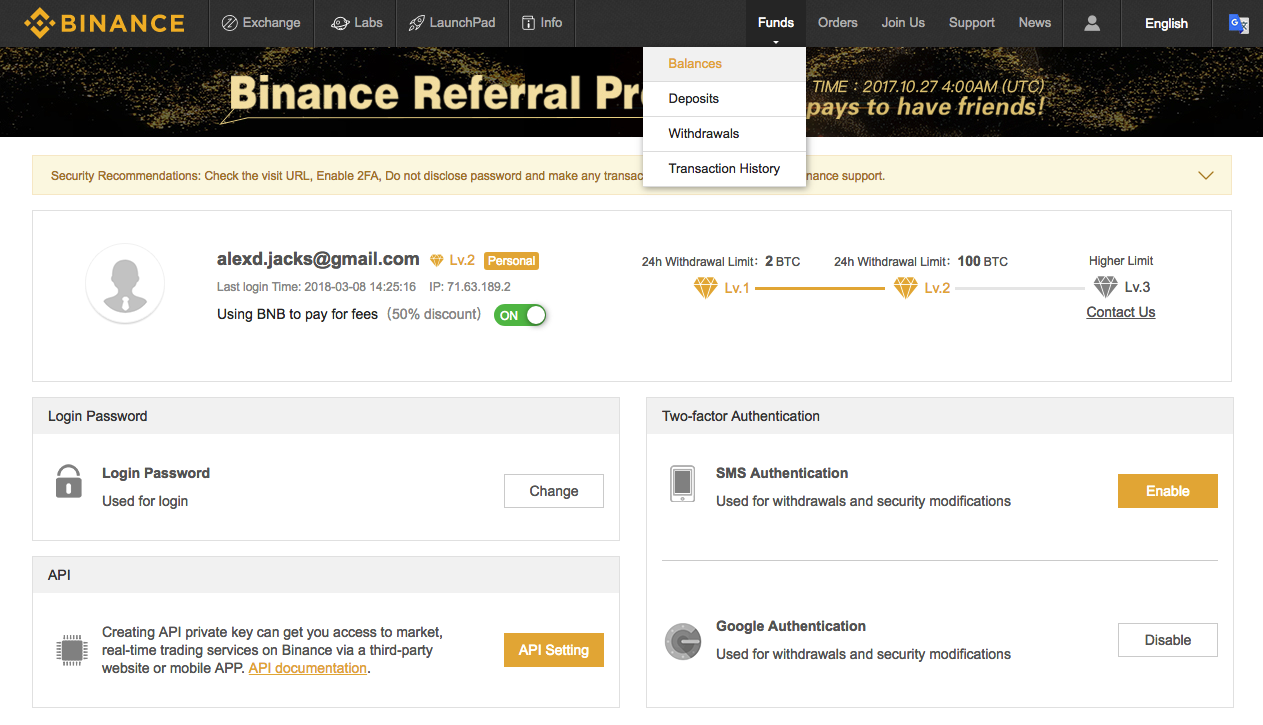 BINANCE Exchange Labs LaunchPad Info Funds Orders Join Us Support News English
Balances
Deposits
Withdrawals
Transaction History
Binance Referral Pr
TIME : 2017.10.27 4:00AM (UTC)
pays to have friends!
Security Recommendations: Check the visit URL, Enable 2FA, Do not disclose password and make any transac nance support.
alexd.jacks@gmail.com Lv.2 Personal
Last login Time: 2018-03-08 14:25:16 IP: 71.63.189.2
Using BNB to pay for fees (50% discount) ON
24h Withdrawal Limit: 2 BTC 24h Withdrawal Limit: 100 BTC Higher Limit
Lv.1 Lv.2 Lv.3
Contact Us
Login Password
Login Password
Used for login
Change
API
Creating API private key can get you access to market,
real-time trading services on Binance via a third-party
website or mobile APP. API documentation.
API Setting
Two-factor Authentication
SMS Authentication
Used for withdrawals and security modifications
Enable
Google Authentication
Used for withdrawals and security modifications
Disable